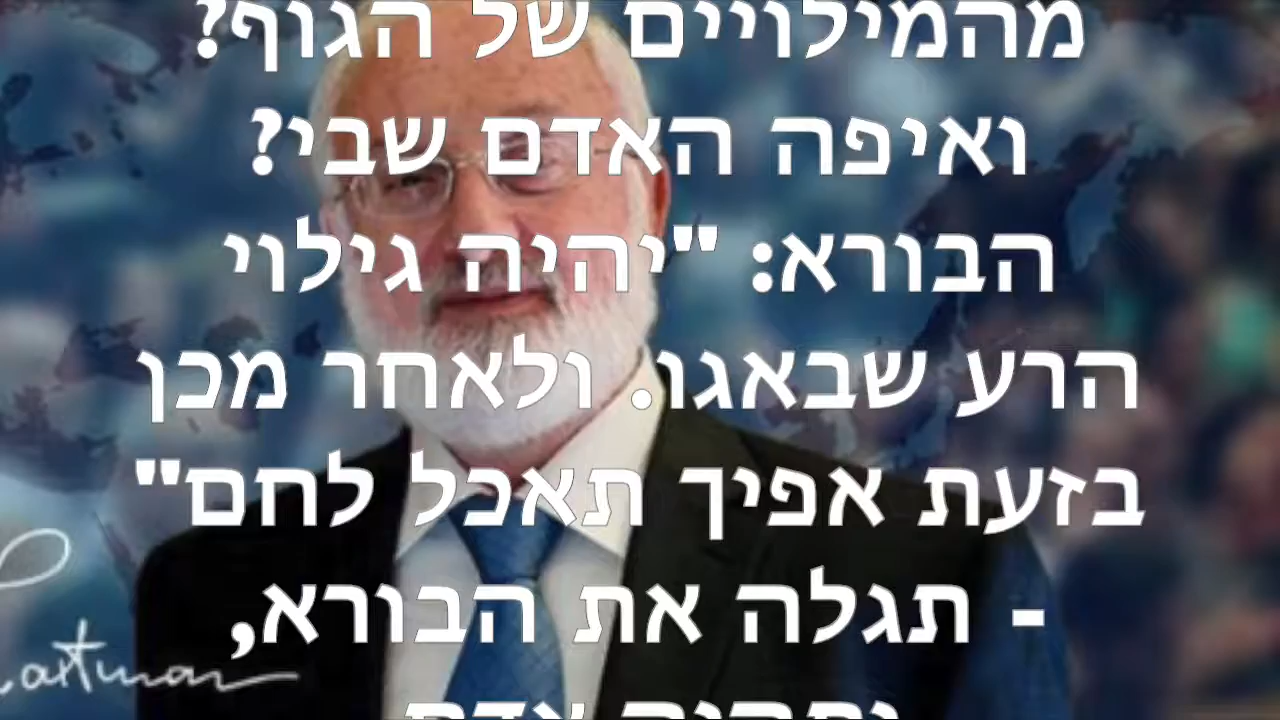 מהמילויים של הגוף?
ואיפה האדם שבי?
הבורא: "יהיה גילוי
הרע שבאגו. ולאחר מכן
בזעת אפיך תאכל לחם"
- תגלה את הבורא,